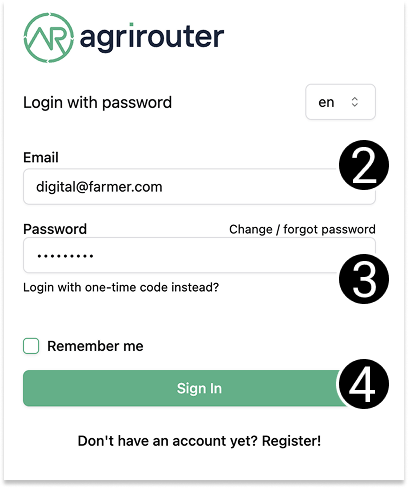 AR agrirouter
Login with password
en
Email
2
digital@farmer.com
Password
Change / forgot password
•••••••••
3
Login with one-time code instead?
Remember me
Sign In
4
Don't have an account yet? Register!